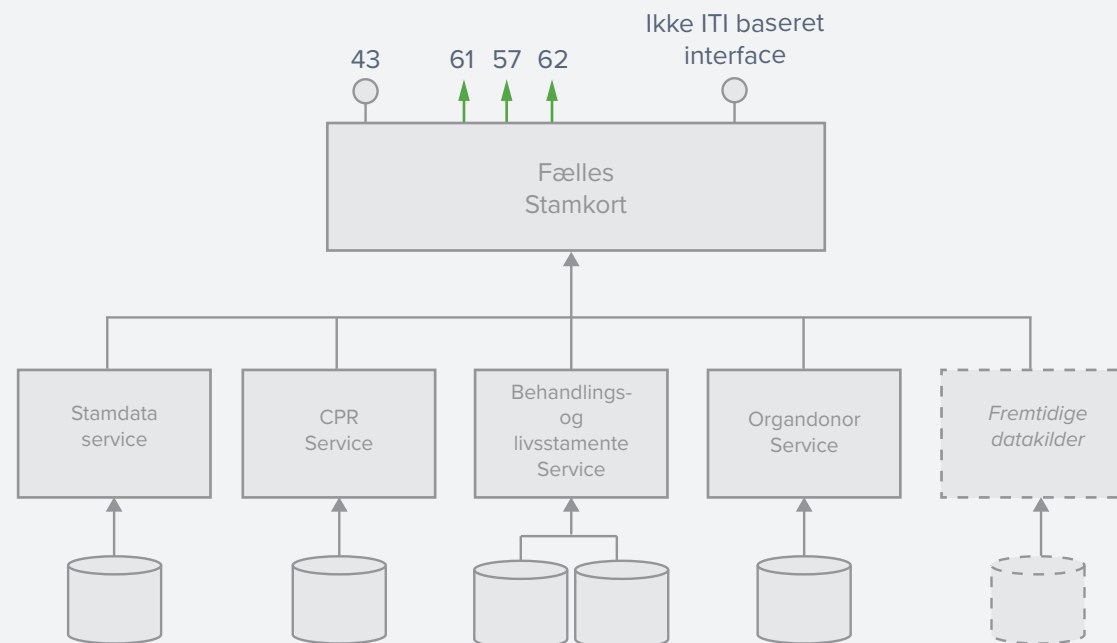 Ikke ITI baseret
interface
43
61
57
62
Fælles
Stamkort
Stamdata
service
CPR
Service
Behandlings-
og
livsstamente
Service
Organdonor
Service
Fremtidige
datakilder